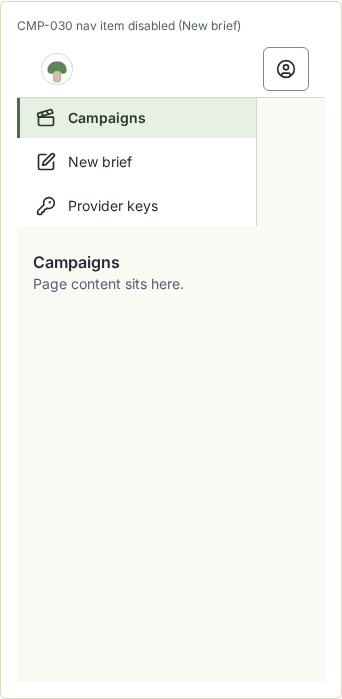 CMP-030 nav item disabled (New brief)
Campaigns
New brief
Provider keys
Campaigns
Page content sits here.